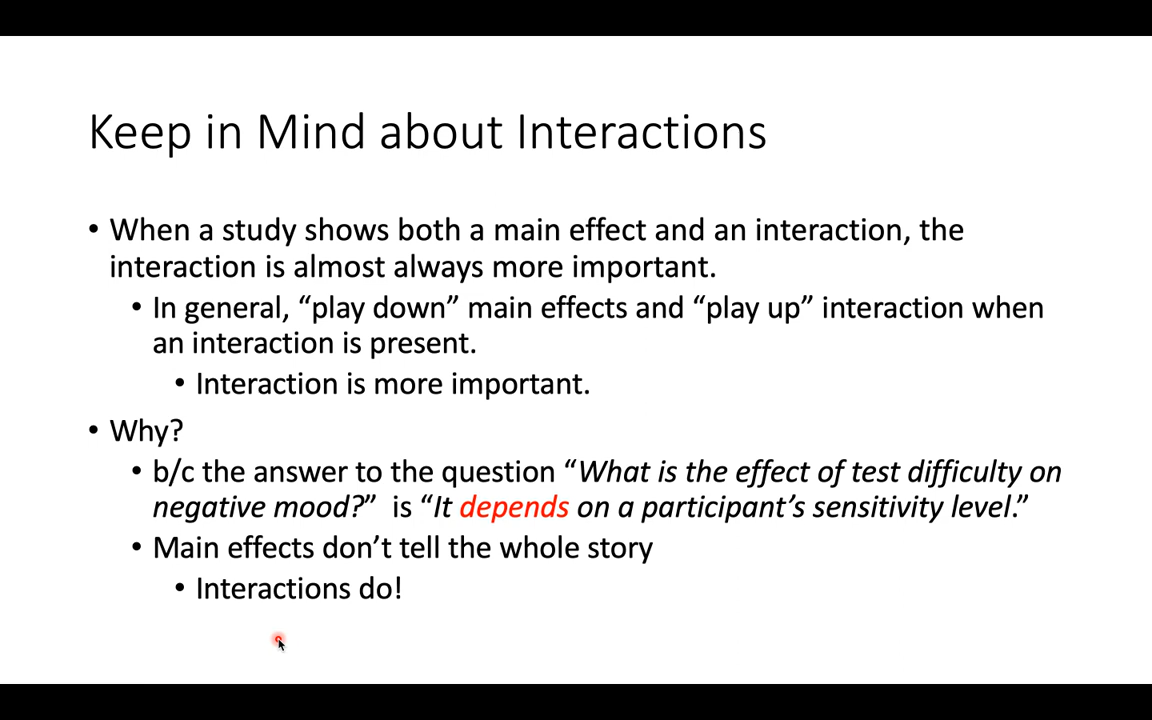 Keep in Mind about Interactions
• When a study shows both a main effect and an interaction, the
interaction is almost always more important.
• In general, “play down” main effects and “play up” interaction when
an interaction is present.
• Interaction is more important.
• Why?
• b/c the answer to the question “What is the effect of test difficulty on
negative mood?”  is “It depends on a participant’s sensitivity level.”
• Main effects don’t tell the whole story
• Interactions do!